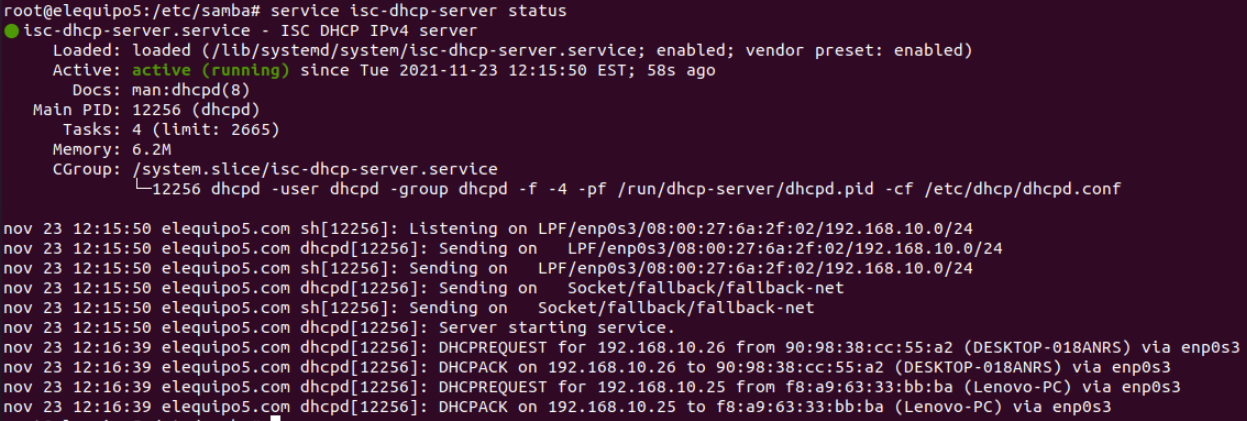 root@elequipo5:/etc/samba# service isc-dhcp-server status
● isc-dhcp-server.service - ISC DHCP IPv4 server
Loaded: loaded (/lib/systemd/system/isc-dhcp-server.service; enabled; vendor preset: enabled)
Active: active (running) since Tue 2021-11-23 12:15:50 EST; 58s ago
Docs: man:dhcpd(8)
Main PID: 12256 (dhcpd)
Tasks: 4 (limit: 2665)
Memory: 6.2M
CGroup: /system.slice/isc-dhcp-server.service
└─12256 dhcpd -user dhcpd -group dhcpd -f -4 -pf /run/dhcp-server/dhcpd.pid -cf /etc/dhcp/dhcpd.conf
nov 23 12:15:50 elequipo5.com sh[12256]: Listening on LPF/enp0s3/08:00:27:6a:2f:02/192.168.10.0/24
nov 23 12:15:50 elequipo5.com dhcpd[12256]: Sending on   LPF/enp0s3/08:00:27:6a:2f:02/192.168.10.0/24
nov 23 12:15:50 elequipo5.com sh[12256]: Sending on   LPF/enp0s3/08:00:27:6a:2f:02/192.168.10.0/24
nov 23 12:15:50 elequipo5.com dhcpd[12256]: Sending on   Socket/fallback/fallback-net
nov 23 12:15:50 elequipo5.com sh[12256]: Sending on   Socket/fallback/fallback-net
nov 23 12:15:50 elequipo5.com dhcpd[12256]: Server starting service.
nov 23 12:16:39 elequipo5.com dhcpd[12256]: DHCPREQUEST for 192.168.10.26 from 90:98:38:cc:55:a2 (DESKTOP-018ANRS) via enp0s3
nov 23 12:16:39 elequipo5.com dhcpd[12256]: DHCPACK on 192.168.10.26 to 90:98:38:cc:55:a2 (DESKTOP-018ANRS) via enp0s3
nov 23 12:16:39 elequipo5.com dhcpd[12256]: DHCPREQUEST for 192.168.10.25 from f8:a9:63:33:bb:ba (Lenovo-PC) via enp0s3
nov 23 12:16:39 elequipo5.com dhcpd[12256]: DHCPACK on 192.168.10.25 to f8:a9:63:33:bb:ba (Lenovo-PC) via enp0s3